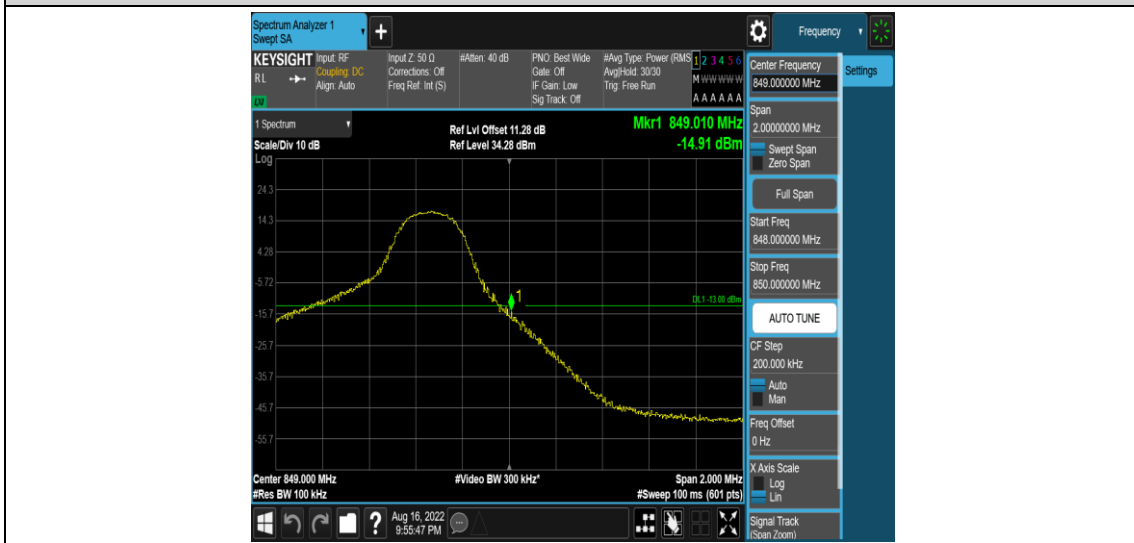 Spectrum Analyzer 1
Swept SA
+
Frequency
KEYSIGHT
RL
LXI
Input: RF
Coupling: DC
Align: Auto
Input Z: 50 Ω
Corrections: Off
Freq Ref: Int (S)
#Atten: 40 dB
PNO: Best Wide
Gate: Off
IF Gain: Low
Sig Track: Off
#Avg Type: Power (RMS
Avg|Hold: 30/30
Trig: Free Run
1 2 3 4 5 6
M W W W W W
A A A A A A
1 Spectrum
Scale/Div 10 dB
Ref Lvl Offset 11.28 dB
Ref Level 34.28 dBm
Mkr1 849.010 MHz
-14.91 dBm
Log
24.3
14.3
4.28
-5.72
-15.7
-25.7
-35.7
-45.7
-55.7
1
DL1 -13.00 dBm
Center 849.000 MHz
#Res BW 100 kHz
#Video BW 300 kHz*
Span 2.000 MHz
#Sweep 100 ms (601 pts)
?
Aug 16, 2022
9:55:47 PM
Center Frequency
849.000000 MHz
Settings
Span
2.00000000 MHz
Swept Span
Zero Span
Full Span
Start Freq
848.000000 MHz
Stop Freq
850.000000 MHz
AUTO TUNE
CF Step
200.000 kHz
Auto
Man
Freq Offset
0 Hz
X Axis Scale
Log
Lin
Signal Track
(Span Zoom)